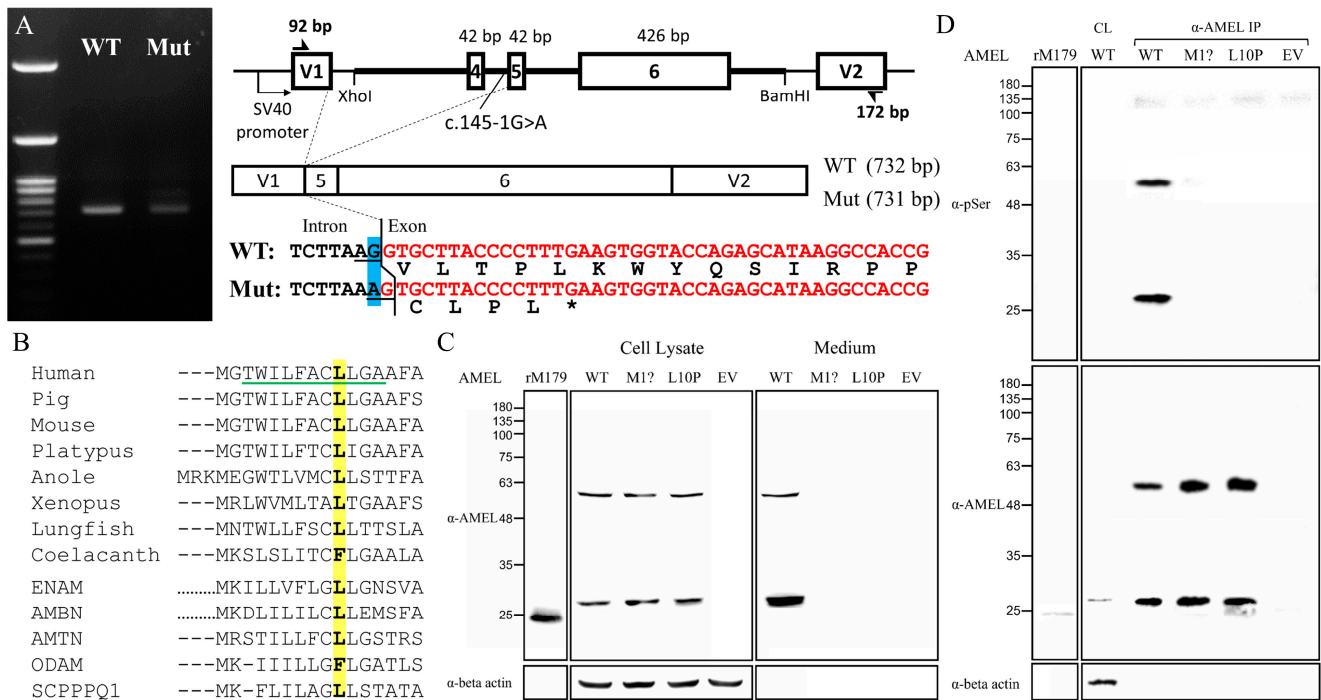 A
WT Mut
92 bp
42 bp 42 bp 426 bp
V1 4 5 6 V2
XhoI BamHI
SV40
promoter
c.145-1G>A
172 bp
V1 5 6 V2
WT (732 bp)
Mut (731 bp)
Intron Exon
WT: TCTTAAGGTGCTTACCCCTTTGAAGTGGTACCAGAGCATAAGGCCACCG
V L T P L K W Y Q S I R P P
Mut: TCTTAAAGTGCTTACCCCTTTGAAGTGGTACCAGAGCATAAGGCCACCG
C L P L *
B
Human ---MGTWILFACLLGAAFA
Pig ---MGTWILFACLLGAAFS
Mouse ---MGTWILFACLLGAAFA
Platypus ---MGTWILFTCLIGAAFA
Anole MRKMEGWTLVMCLLSTTFA
Xenopus ---MRLWVMLTALTGAAFS
Lungfish ---MNTWLLFSCLLTTSLA
Coelacanth ---MKSLSLITCFLGAALA
ENAM .........MKILLVFLGLLGNSVA
AMBN .........MKDLILILCLLEMSFA
AMTN ---MRSTILLFCLLGSTRS
ODAM ---MK-IIILLGFLGATLS
SCPPPQ1 ---MK-FLILAGLLSTATA
C
Cell Lysate Medium
AMEL rM179 WT M1? L10P EV WT M1? L10P EV
180
135
100
75
63
α-AMEL 48
35
25
α-beta actin
D
CL α-AMEL IP
AMEL rM179 WT WT M1? L10P EV
180
135
100
75
63
α-pSer 48
35
25
180
135
100
75
63
α-AMEL 48
35
25
α-beta actin